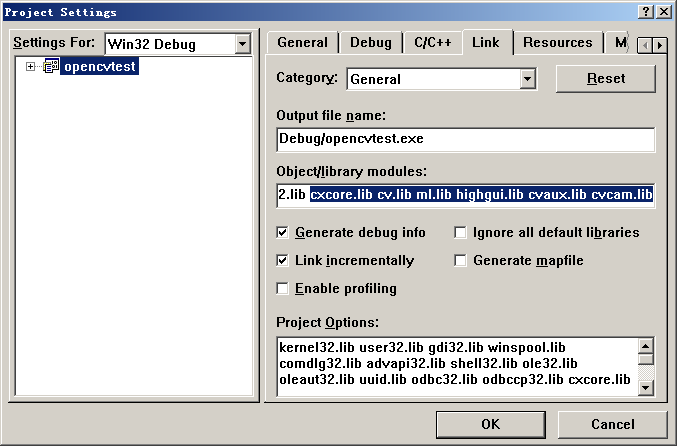 Project Settings
Settings For: Win32 Debug
opencvtest
General Debug C/C++ Link Resources M
Category: General Reset
Output file name:
Debug/opencvtest.exe
Object/library modules:
2.lib cxcore.lib cv.lib ml.lib highgui.lib cvaux.lib cvcam.lib
Generate debug info Ignore all default libraries
Link incrementally Generate mapfile
Enable profiling
Project Options:
kernel32.lib user32.lib gdi32.lib winspool.lib
comdlg32.lib advapi32.lib shell32.lib ole32.lib
oleaut32.lib uuid.lib odbc32.lib odbccp32.lib cxcore.lib
OK Cancel